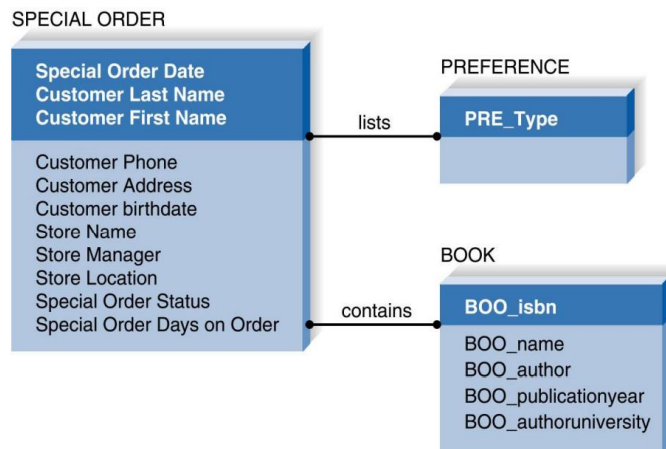 SPECIAL ORDER
Special Order Date
Customer Last Name
Customer First Name
Customer Phone
Customer Address
Customer birthdate
Store Name
Store Manager
Store Location
Special Order Status
Special Order Days on Order
lists
contains
PREFERENCE
PRE_Type
BOOK
BOO_isbn
BOO_name
BOO_author
BOO_publicationyear
BOO_authoruniversity